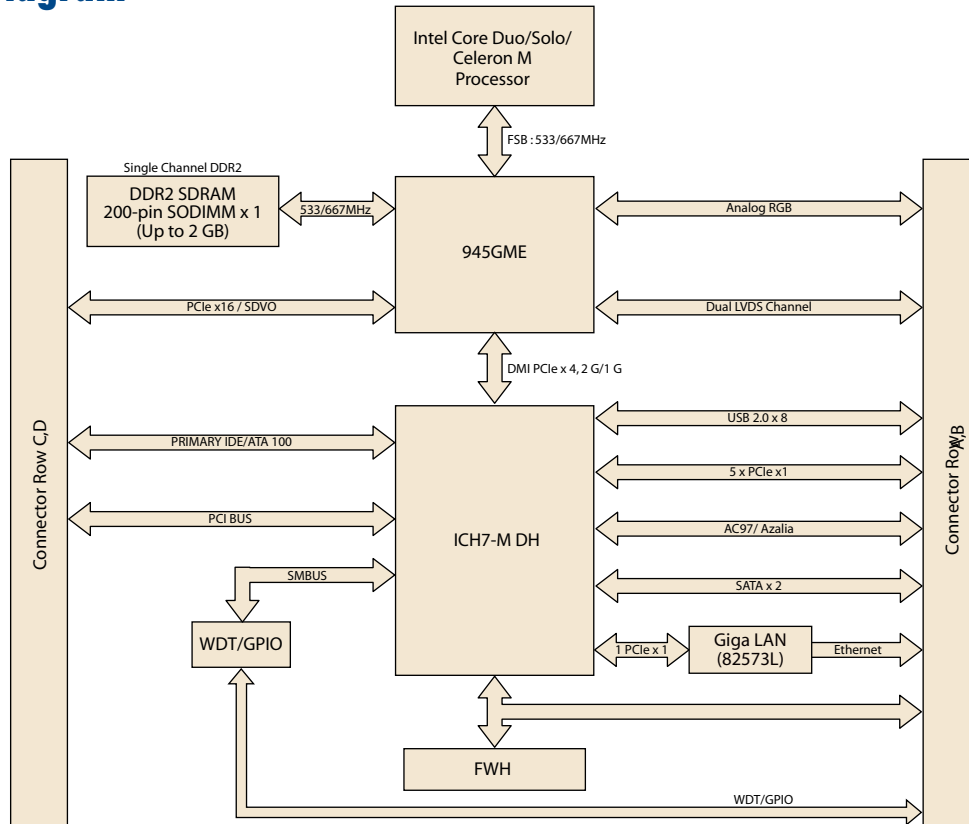 Intel Core Duo/Solo/
Celeron M
Processor
FSB : 533/667MHz
Single Channel DDR2
DDR2 SDRAM
200-pin SODIMM x 1
(Up to 2 GB)
533/667MHz
945GME
Analog RGB
PCIe x16 / SDVO
Dual LVDS Channel
DMI PCIe x 4, 2 G/1 G
Connector Row C,D
Connector Row A,B
PRIMARY IDE/ATA 100
PCI BUS
SMBUS
ICH7-M DH
USB 2.0 x 8
5 x PCIe x1
AC97/ Azalia
SATA x 2
WDT/GPIO
1 PCIe x 1
Giga LAN
(82573L)
Ethernet
FWH
WDT/GPIO